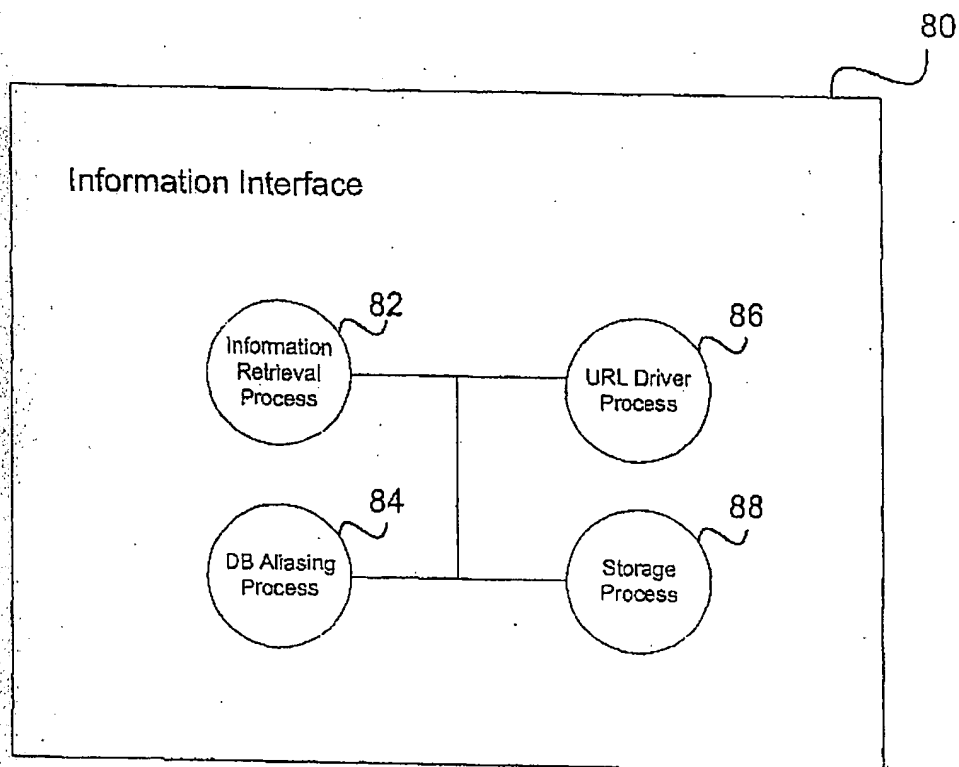 80
Information Interface
82
Information
Retrieval
Process
86
URL Driver
Process
84
DB Aliasing
Process
88
Storage
Process